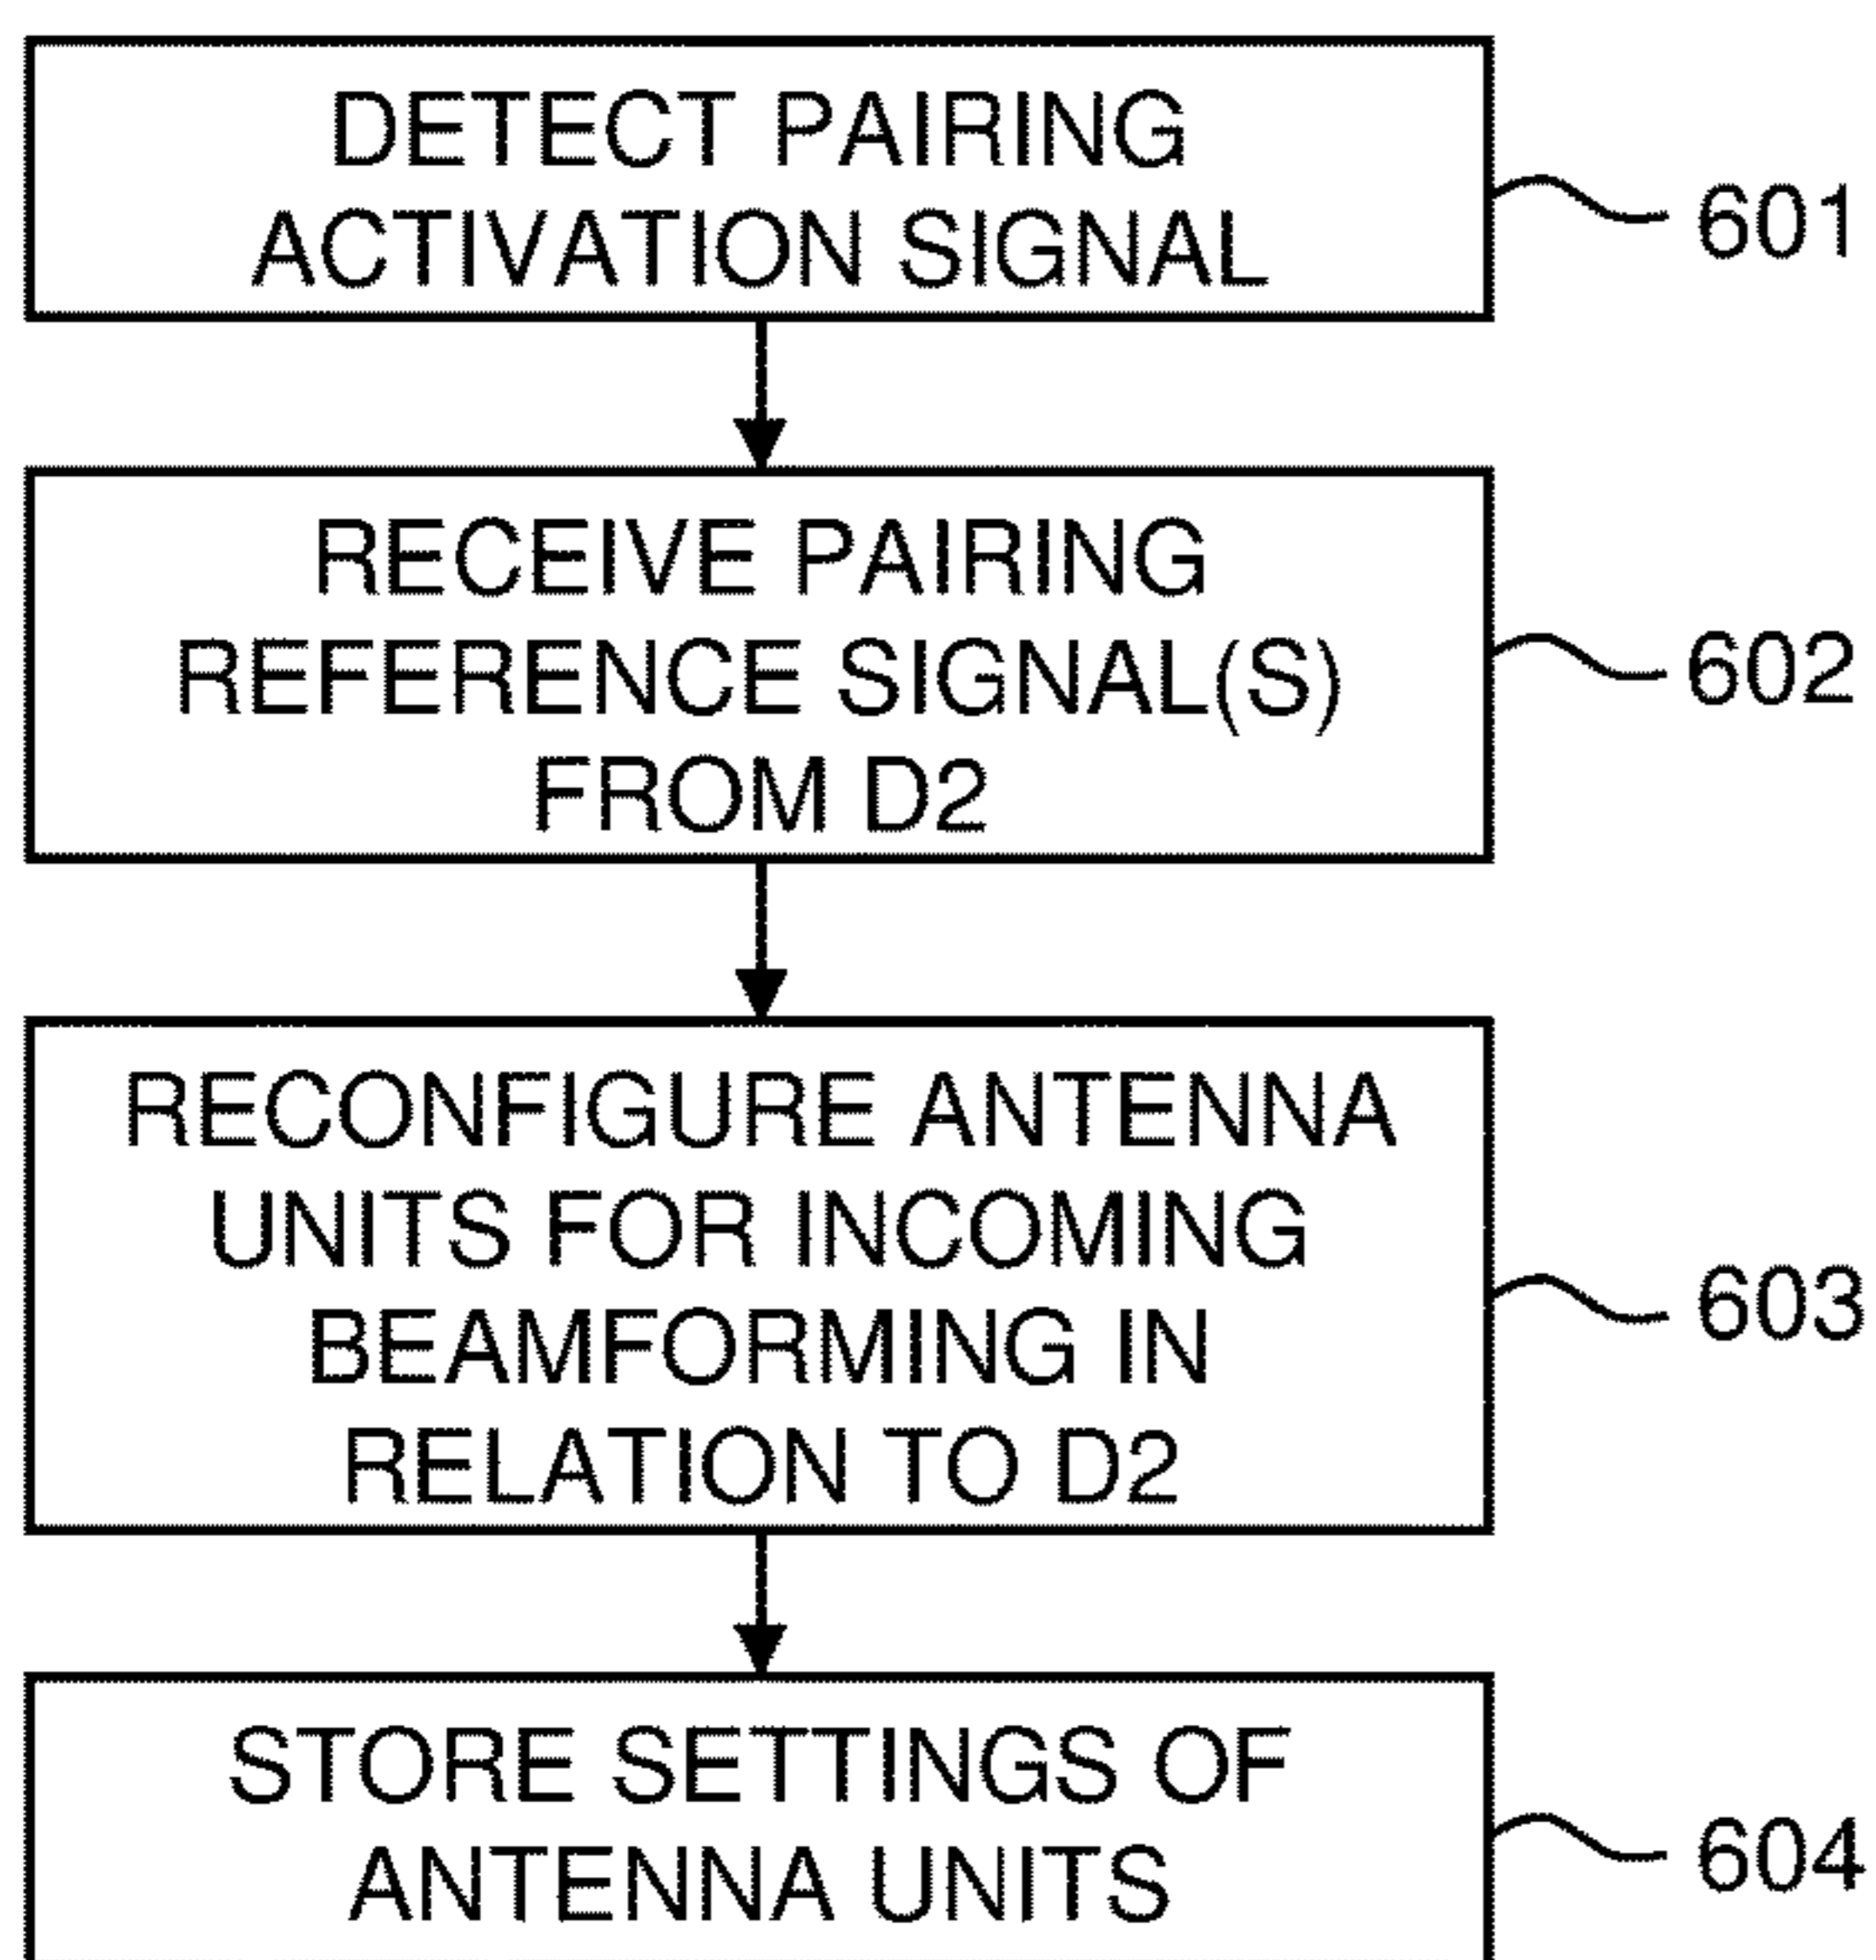 DETECT PAIRING
ACTIVATION SIGNAL
601
RECEIVE PAIRING
REFERENCE SIGNAL(S)
FROM D2
602
RECONFIGURE ANTENNA
UNITS FOR INCOMING
BEAMFORMING IN
RELATION TO D2
603
STORE SETTINGS OF
ANTENNA UNITS
604